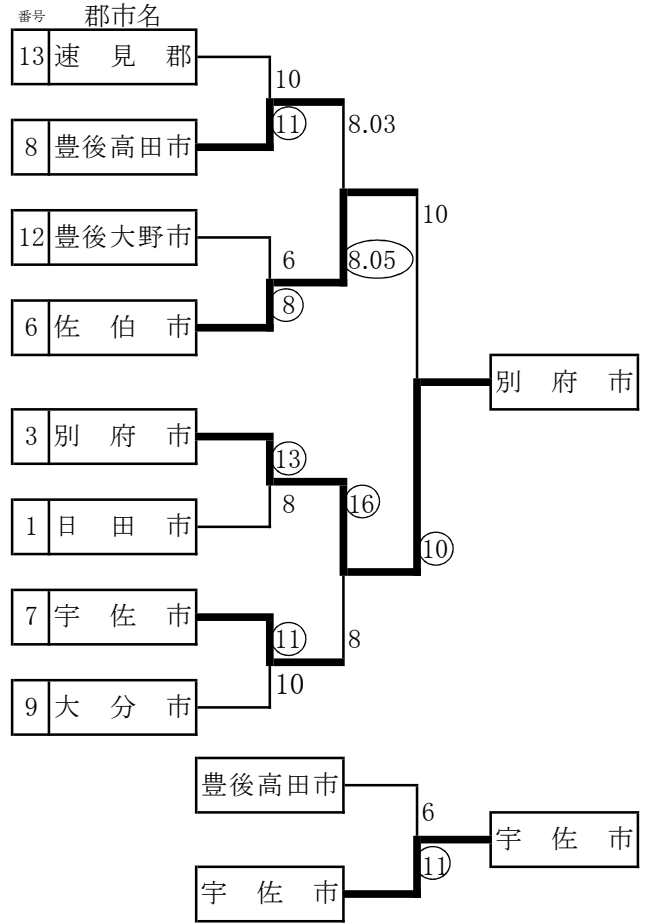 番号 郡市名
13 速見郡
10
⑪ 8.03
8 豊後高田市
10
12 豊後大野市
6 8.05
⑧
6 佐伯市
別府市
3 別府市
⑬
8 ⑯
1 日田市
⑩
7 宇佐市
⑪ 8
10
9 大分市
豊後高田市
6
宇佐市
⑪
宇佐市